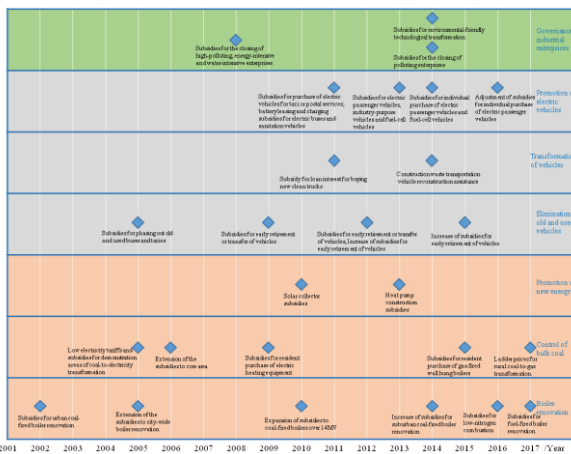 Subsidies for the closing of
high-polluting, energy-intensive
and water-intensive enterprises
Subsidies for environmental-friendly
technological transformation
Subsidies for the closing of
polluting enterprises
Governance
industrial
enterprises
Subsidies for purchase of electric
vehicles for taxi or postal services,
battery leasing and charging
subsidies for electric buses and
sanitation vehicles
Subsidies for electric
passenger vehicles,
industry-purpose
vehicles and fuel-cell
vehicles
Subsidies for individual
purchase of electric
passenger vehicles and
fuel-cell vehicles
Adjustment of subsidies
for individual purchase
of electric passenger
vehicles
Promotion o
electric
vehicles
Subsidy for loan interest for buying
new clean trucks
Construction waste transportation
vehicle reconstruction assistance
Transformation
of vehicles
Subsidies for phasing out old
and used buses and taxies
Subsidies for early retirement
or transfer of vehicles
Subsidies for early retirement or transfer
of vehicles; Increase of subsidies for
early retirement of vehicles
Increase of subsidies for
early retirement of vehicles
Elimination
old and used
vehicles
Solar collector
subsidies
Heat pump
construction
subsidies
Promotion o
new energy
Low electricity tariffs and
subsidies for demonstration
areas of coal-to-electricity
transformation
Extension of the
subsidies to core area
Subsidies for resident
purchase of electric
heating equipment
Subsidies for resident
purchase of gas-fired
wall hung boilers
Ladder prices for
rural coal-to-gas
transformation
Control of
bulk coal
Subsidies for urban coal-
fired boiler renovation
Extension of the
subsidies to city-wide
boiler renovation
Expansion of subsidies to
coal-fired boilers over 14MV
Increase of subsidies for
suburban coal-fired boiler
renovation
Subsidies for
low-nitrogen
combustion
Subsidies for
fuel-fired boiler
renovation
Boiler
renovation
2001 2002 2003 2004 2005 2006 2007 2008 2009 2010 2011 2012 2013 2014 2015 2016 2017 /Year